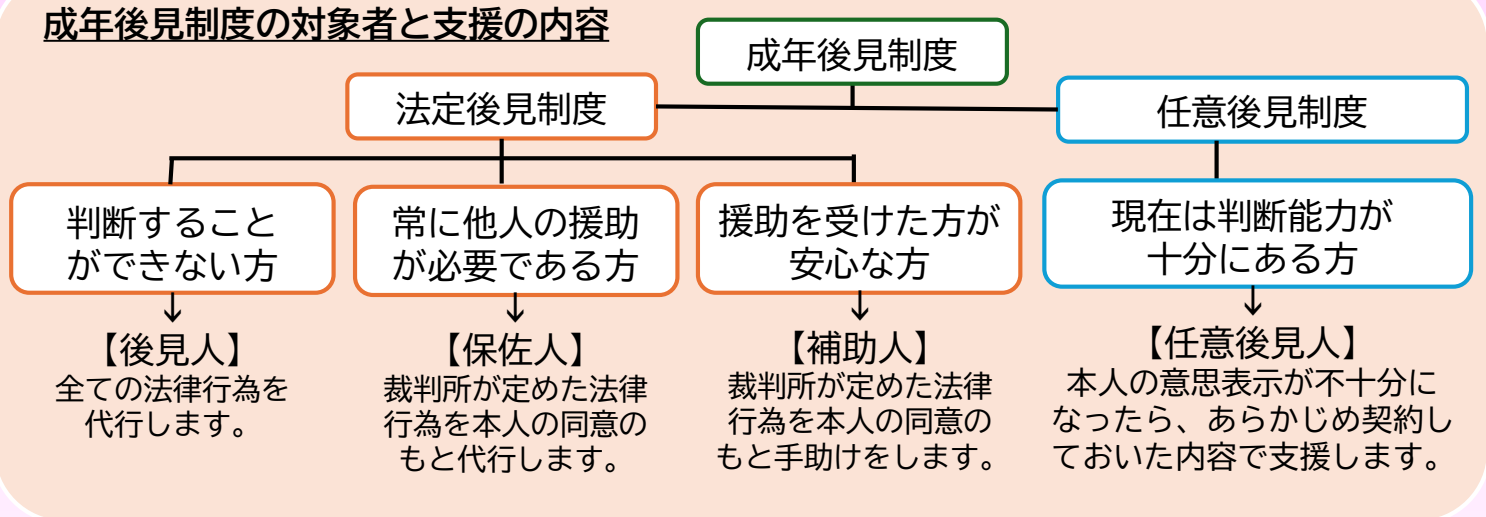 成年後見制度の対象者と支援の内容
成年後見制度
法定後見制度
任意後見制度
判断すること
ができない方
常に他人の援助
が必要である方
援助を受けた方が
安心な方
現在は判断能力が
十分にある方
↓
↓
↓
↓
【後見人】
全ての法律行為を
代行します。
【保佐人】
裁判所が定めた法律
行為を本人の同意の
もと代行します。
【補助人】
裁判所が定めた法律
行為を本人の同意の
もと手助けをします。
【任意後見人】
本人の意思表示が不十分に
なったら、あらかじめ契約し
ておいた内容で支援します。